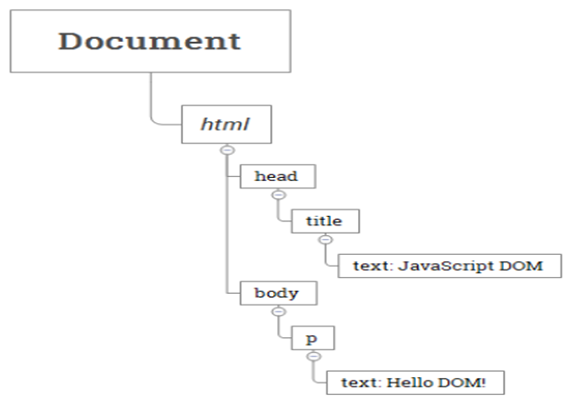 Document
html
head
title
text: JavaScript DOM
body
p
text: Hello DOM!